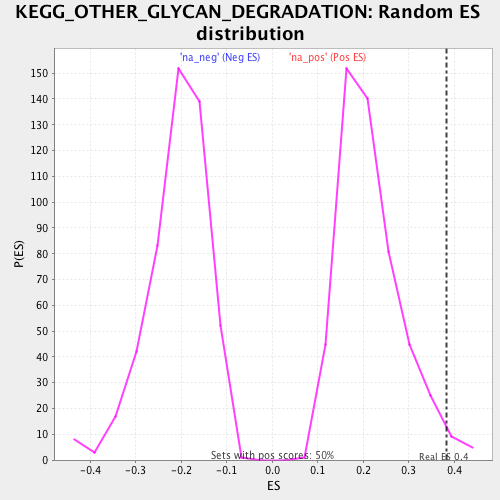 KEGG_OTHER_GLYCAN_DEGRADATION: Random ES
distribution
'na_neg' (Neg ES)
'na_pos' (Pos ES)
150
140
130
120
110
100
90
80
70
60
50
40
30
20
10
0
P(ES)
Sets with pos scores: 50%
Real ES 0.4
-0.4 -0.3 -0.2 -0.1 0.0 0.1 0.2 0.3 0.4
ES